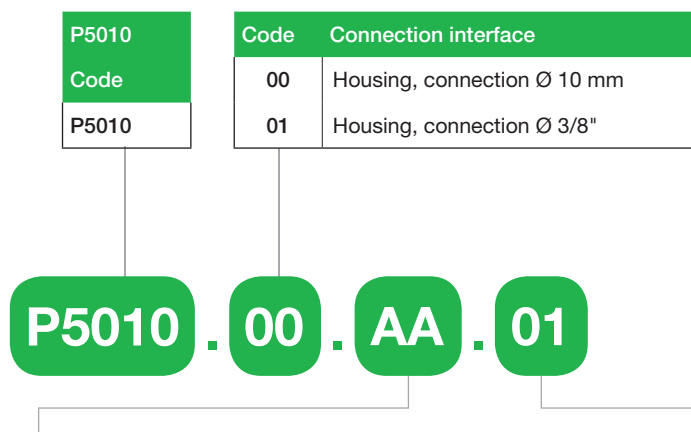 P5010
Code
P5010
Code Connection interface
00 Housing, connection Ø 10 mm
01 Housing, connection Ø 3/8"
P5010 . 00 . AA . 01